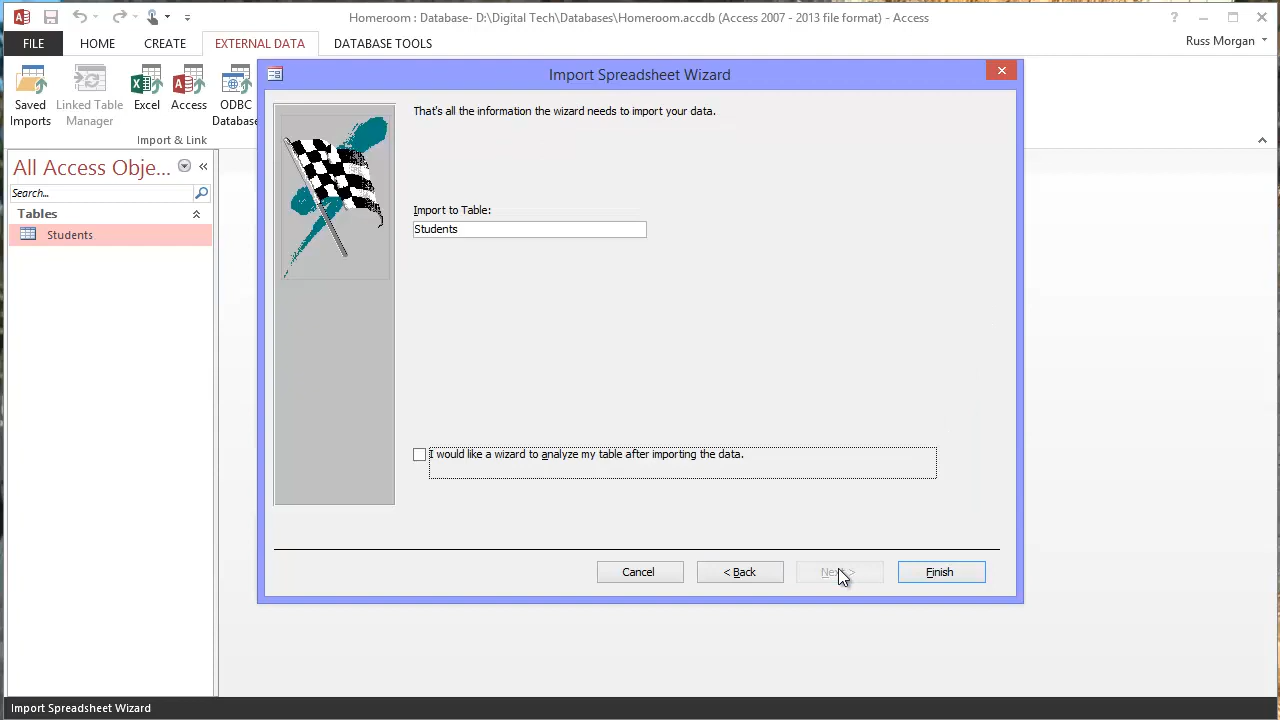 Homeroom : Database- D:\Digital Tech\Databases\Homeroom.accdb (Access 2007 - 2013 file format) - Access
?
FILE HOME CREATE EXTERNAL DATA DATABASE TOOLS Russ Morgan
Import Spreadsheet Wizard
Saved Imports
Linked Table Manager
Excel
Access
ODBC Database
Import & Link
That's all the information the wizard needs to import your data.
All Access Obje...
Search...
Tables
Students
Import to Table:
Students
I would like a wizard to analyze my table after importing the data.
Cancel < Back Next > Finish
Import Spreadsheet Wizard